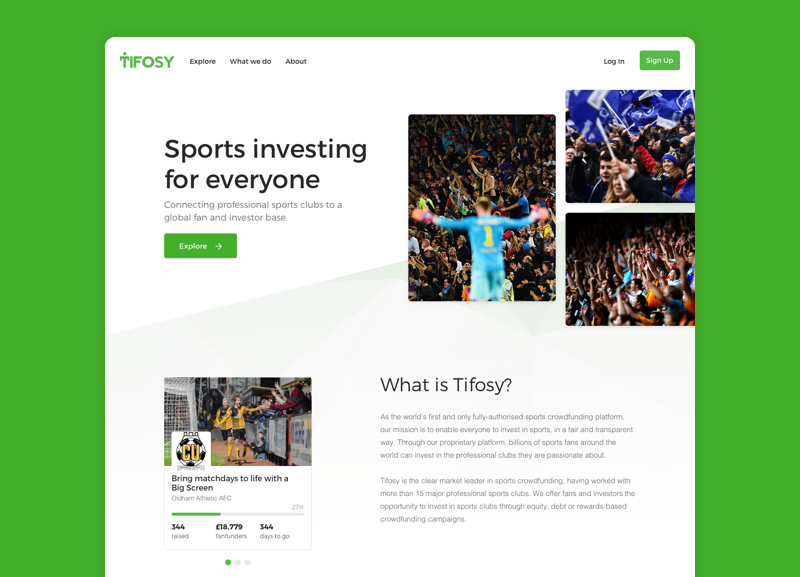 TIFOSY
Explore
What we do
About
Log In
Sign Up
Sports investing
for everyone
Connecting professional sports clubs to a
global fan and investor base.
Explore
1
What is Tifosy?
As the world's first and only fully-authorised sports crowdfunding platform,
our mission is to enable everyone to invest in sports, in a fair and transparent
way. Through our proprietary platform, billions of sports fans around the
world can invest in the professional clubs they are passionate about.
Tifosy is the clear market leader in sports crowdfunding, having worked with
more than 15 major professional sports clubs. We offer fans and investors the
opportunity to invest in sports clubs through equity, debt or rewards-based
crowdfunding campaigns.
CU
Bring matchdays to life with a
Big Screen
Oldham Athletic AFC
27%
344
raised
£18,779
fanfunders
344
days to go